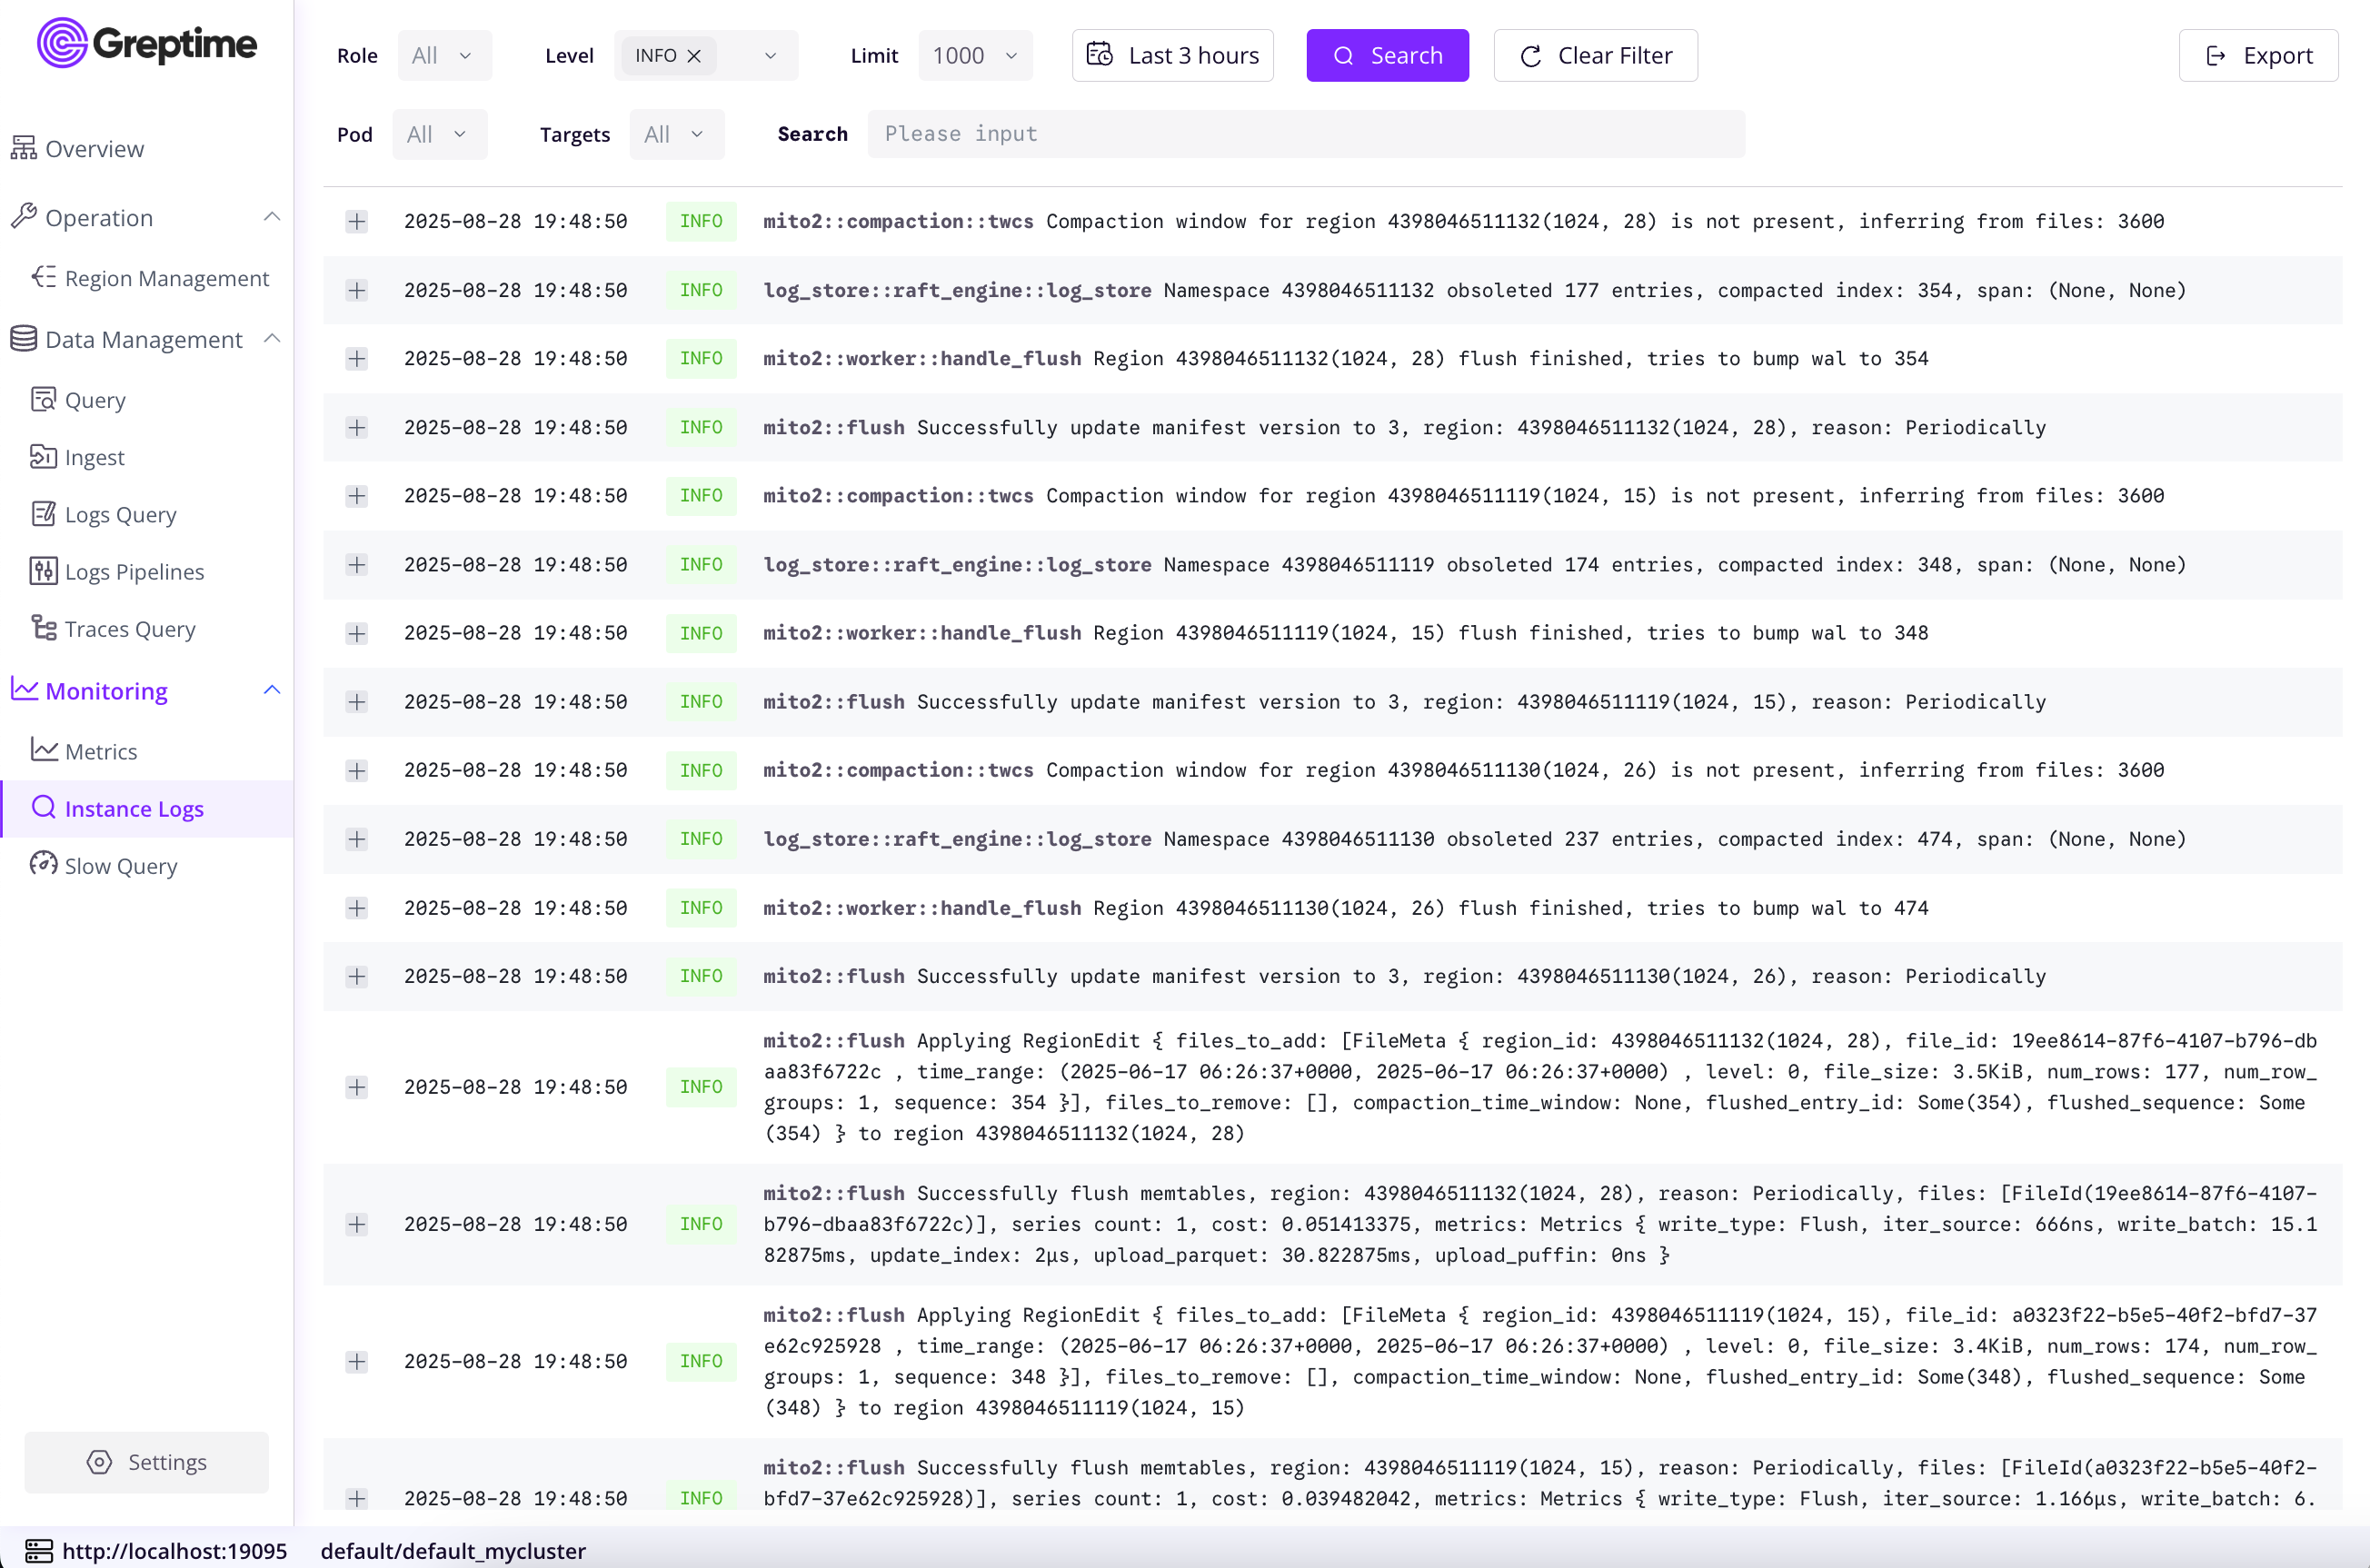 Greptime
Overview
Operation
Region Management
Data Management
Query
Ingest
Logs Query
Logs Pipelines
Traces Query
Monitoring
Metrics
Instance Logs
Slow Query
Settings
Role All Level INFO Limit 1000 Last 3 hours Search Clear Filter Export
Pod All Targets All Search Please input
2025-08-28 19:48:50 INFO mito2::compaction::twcs Compaction window for region 4398046511132(1024, 28) is not present, inferring from files: 3600
2025-08-28 19:48:50 INFO log_store::raft_engine::log_store Namespace 4398046511132 obsoleted 177 entries, compacted index: 354, span: (None, None)
2025-08-28 19:48:50 INFO mito2::worker::handle_flush Region 4398046511132(1024, 28) flush finished, tries to bump wal to 354
2025-08-28 19:48:50 INFO mito2::flush Successfully update manifest version to 3, region: 4398046511132(1024, 28), reason: Periodically
2025-08-28 19:48:50 INFO mito2::compaction::twcs Compaction window for region 4398046511119(1024, 15) is not present, inferring from files: 3600
2025-08-28 19:48:50 INFO log_store::raft_engine::log_store Namespace 4398046511119 obsoleted 174 entries, compacted index: 348, span: (None, None)
2025-08-28 19:48:50 INFO mito2::worker::handle_flush Region 4398046511119(1024, 15) flush finished, tries to bump wal to 348
2025-08-28 19:48:50 INFO mito2::flush Successfully update manifest version to 3, region: 4398046511119(1024, 15), reason: Periodically
2025-08-28 19:48:50 INFO mito2::compaction::twcs Compaction window for region 4398046511130(1024, 26) is not present, inferring from files: 3600
2025-08-28 19:48:50 INFO log_store::raft_engine::log_store Namespace 4398046511130 obsoleted 237 entries, compacted index: 474, span: (None, None)
2025-08-28 19:48:50 INFO mito2::worker::handle_flush Region 4398046511130(1024, 26) flush finished, tries to bump wal to 474
2025-08-28 19:48:50 INFO mito2::flush Successfully update manifest version to 3, region: 4398046511130(1024, 26), reason: Periodically
2025-08-28 19:48:50 INFO mito2::flush Applying RegionEdit { files_to_add: [FileMeta { region_id: 4398046511132(1024, 28), file_id: 19ee8614-87f6-4107-b796-db
aa83f6722c , time_range: (2025-06-17 06:26:37+0000, 2025-06-17 06:26:37+0000) , level: 0, file_size: 3.5KiB, num_rows: 177, num_row_
groups: 1, sequence: 354 }], files_to_remove: [], compaction_time_window: None, flushed_entry_id: Some(354), flushed_sequence: Some
(354) } to region 4398046511132(1024, 28)
2025-08-28 19:48:50 INFO mito2::flush Successfully flush memtables, region: 4398046511132(1024, 28), reason: Periodically, files: [FileId(19ee8614-87f6-4107-
b796-dbaa83f6722c)], series count: 1, cost: 0.051413375, metrics: Metrics { write_type: Flush, iter_source: 666ns, write_batch: 15.1
82875ms, update_index: 2µs, upload_parquet: 30.822875ms, upload_puffin: 0ns }
2025-08-28 19:48:50 INFO mito2::flush Applying RegionEdit { files_to_add: [FileMeta { region_id: 4398046511119(1024, 15), file_id: a0323f22-b5e5-40f2-bfd7-37
e62c925928 , time_range: (2025-06-17 06:26:37+0000, 2025-06-17 06:26:37+0000) , level: 0, file_size: 3.4KiB, num_rows: 174, num_row_
groups: 1, sequence: 348 }], files_to_remove: [], compaction_time_window: None, flushed_entry_id: Some(348), flushed_sequence: Some
(348) } to region 4398046511119(1024, 15)
2025-08-28 19:48:50 INFO mito2::flush Successfully flush memtables, region: 4398046511119(1024, 15), reason: Periodically, files: [FileId(a0323f22-b5e5-40f2-
bfd7-37e62c925928)], series count: 1, cost: 0.039482042, metrics: Metrics { write_type: Flush, iter_source: 1.166µs, write_batch: 6.
http://localhost:19095 default/default_mycluster